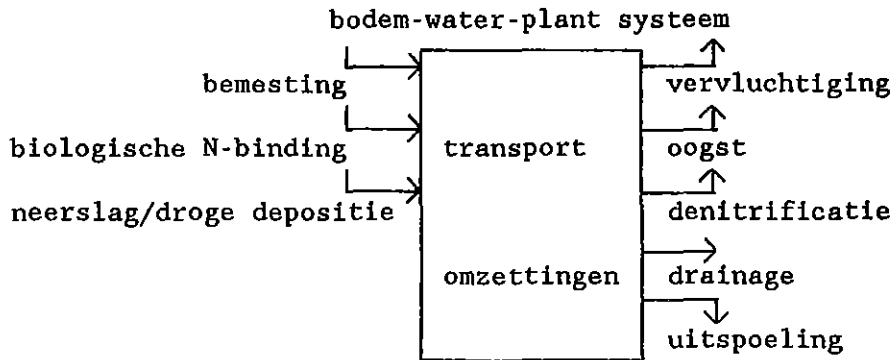 bodem-water-plant systeem
bemesting
vervluchtiging
biologische N-binding
transport
oogst
neerslag/droge depositie
denitrificatie
omzettingen
drainage
uitspoeling